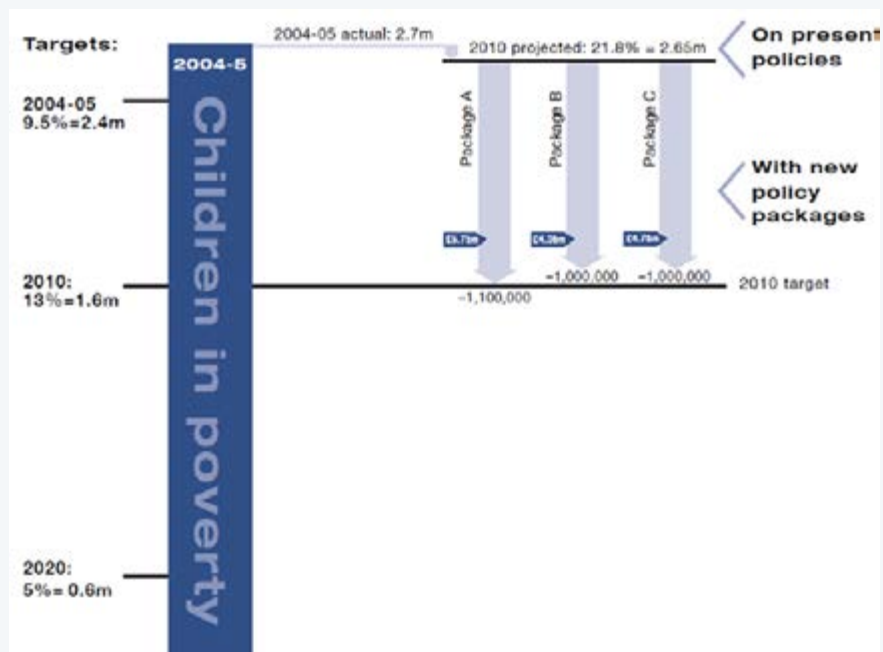 Targets:
2004-05
9.5%=2.4m
2010:
13%=1.6m
2020:
5%= 0.6m
2004-5
Children in poverty
2004-05 actual: 2.7m
2010 projected: 21.8% = 2.65m
On present
policies
Package A
Package B
Package C
With new
policy
packages
–1,100,000
–1,000,000
–1,000,000
2010 target